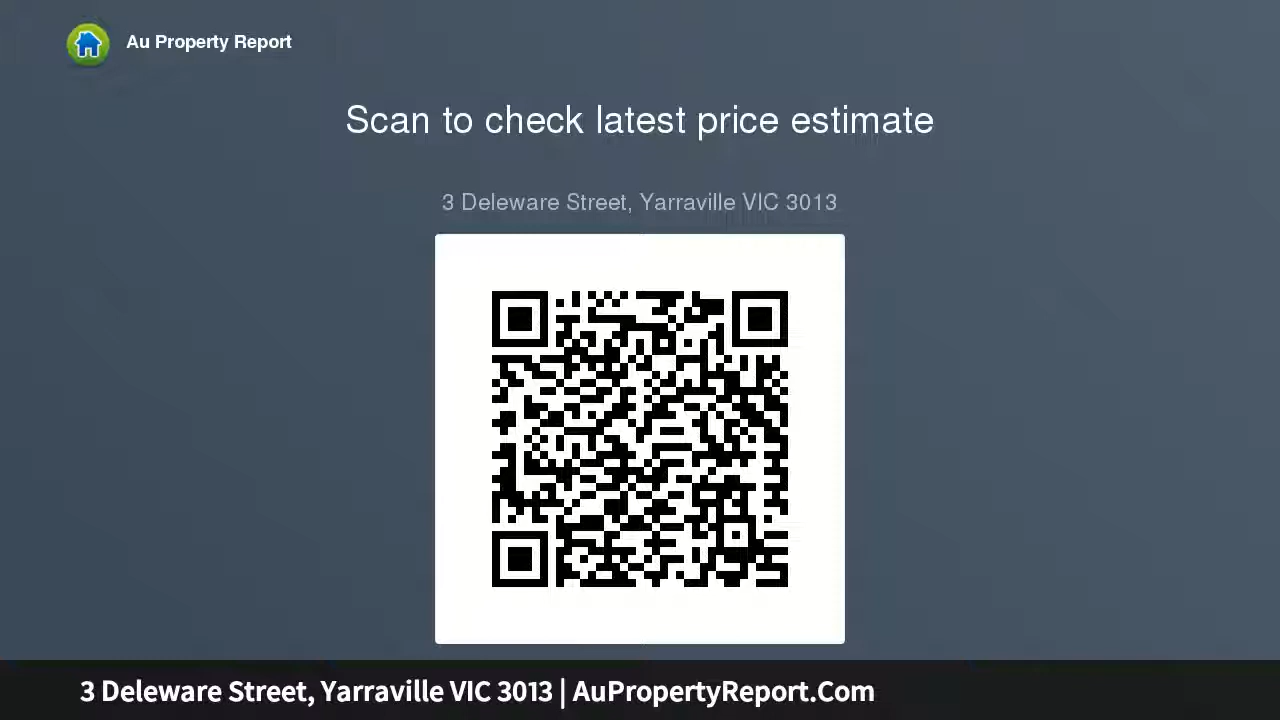 Au Property Report
Scan to check latest price estimate
3 Deleware Street, Yarraville VIC 3013
3 Deleware Street, Yarraville VIC 3013 | AuPropertyReport.Com